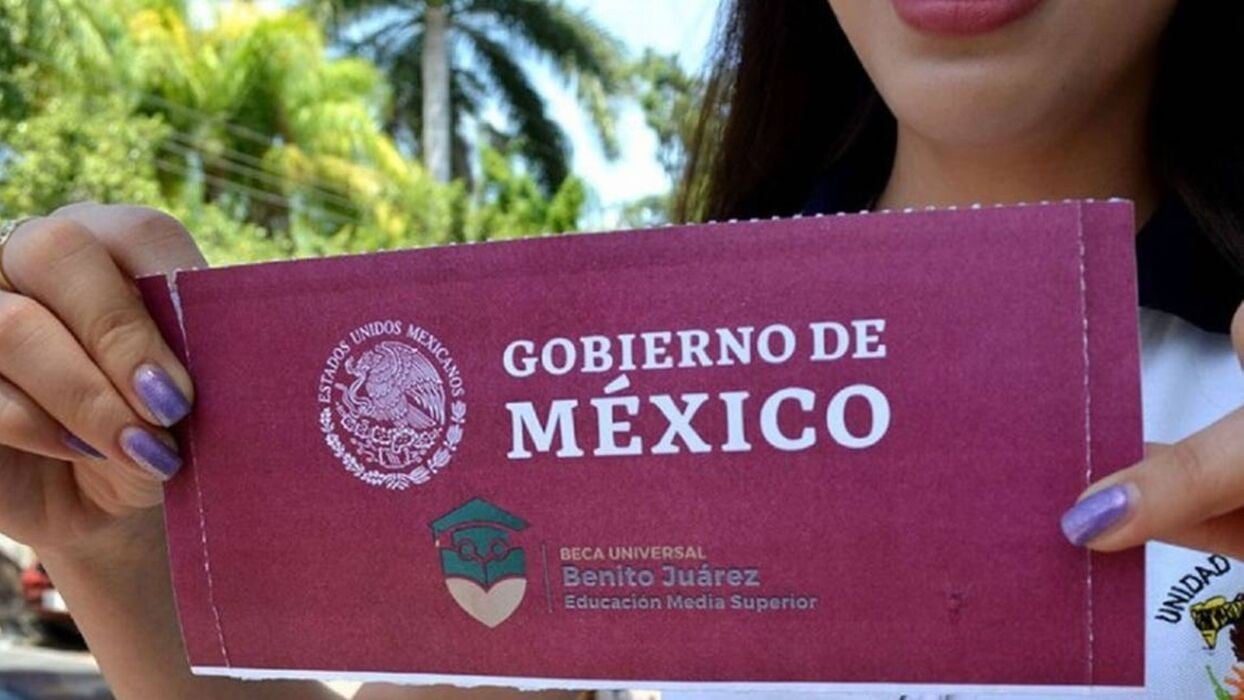 ESTADOS UNIDOS MEXICANOS
GOBIERNO DE
MÉXICO
BECA UNIVERSAL
Benito Juárez
Educación Media Superior
UNIDAD